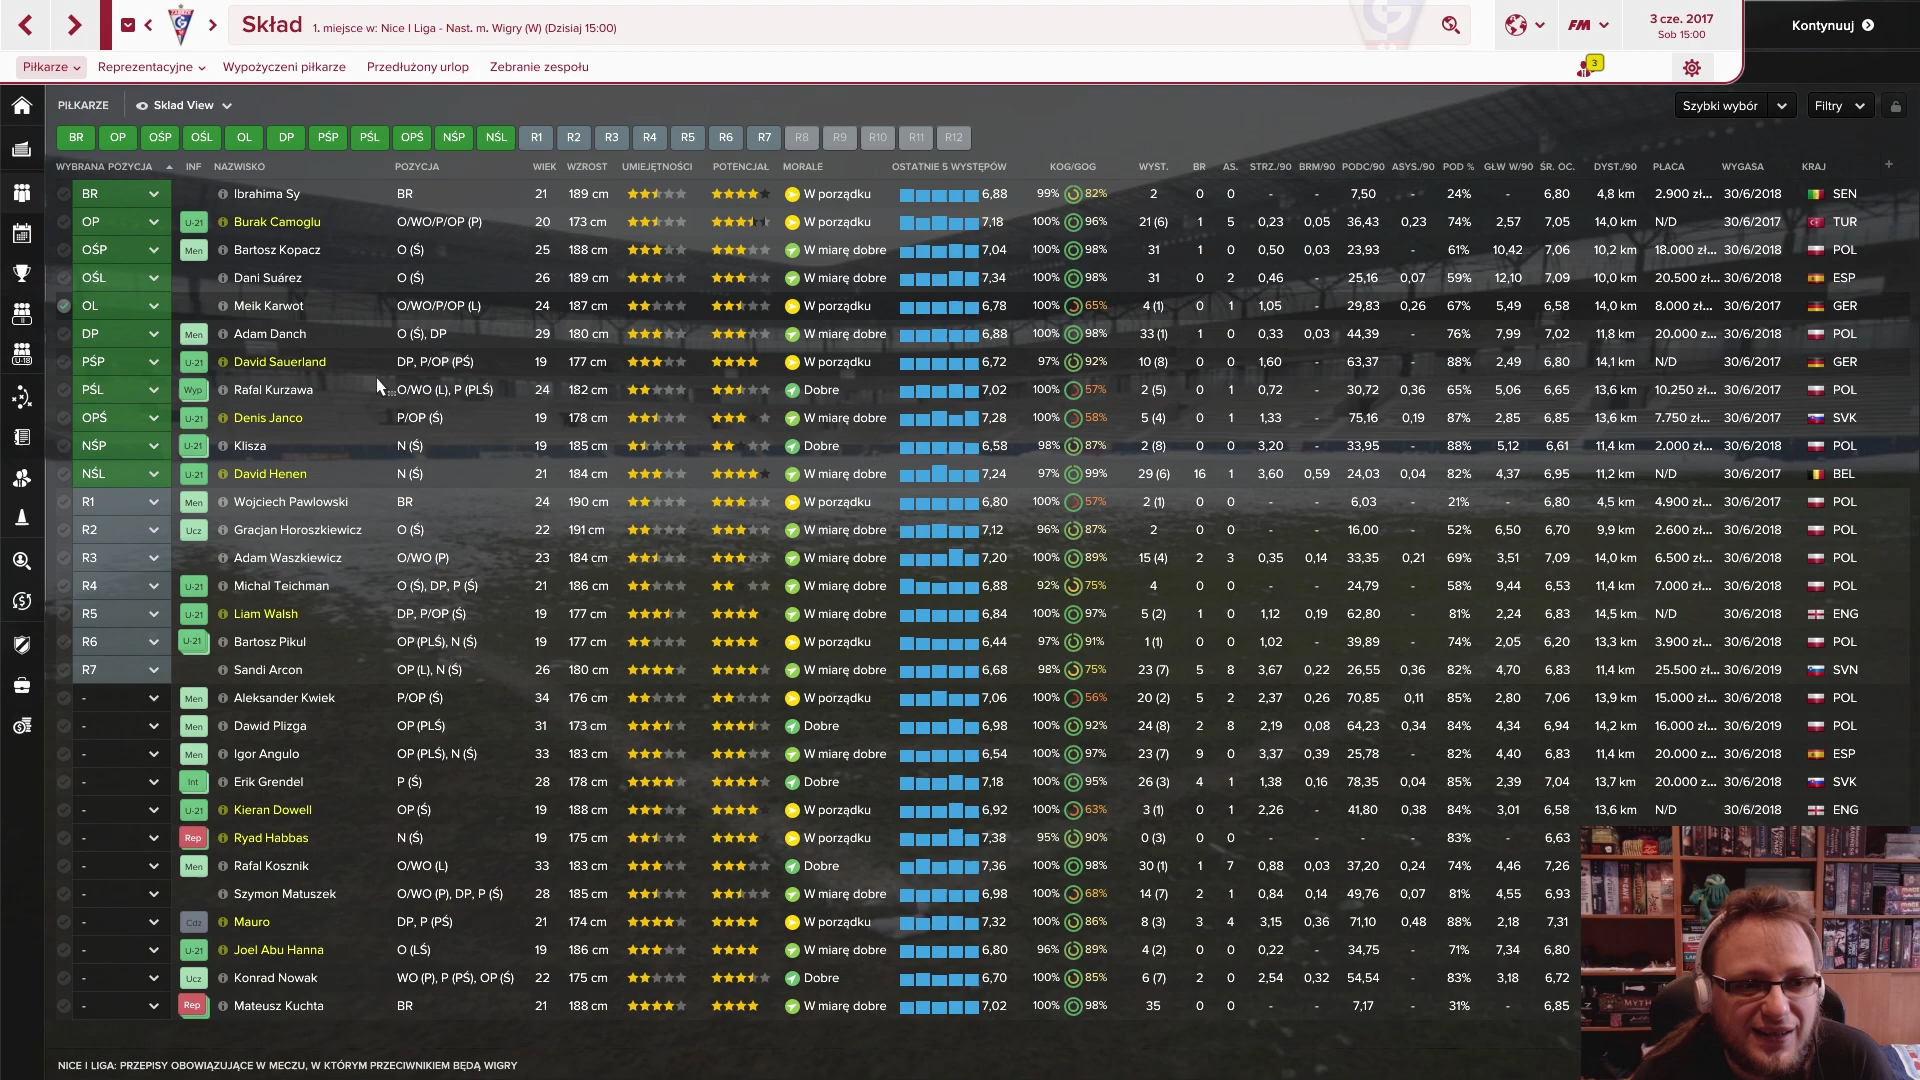 Skład 1. miejsce w: Nice I Liga - Nast. m. Wigry (W) (Dzisiaj 15:00)
FM
3 cze. 2017
Sob 15:00
Kontynuuj
Piłkarze Reprezentacyjne Wypożyczeni piłkarze Przedłużony urlop Zebranie zespołu 3
PIŁKARZE Sklad View Szybki wybór Filtry
BR OP OŚP OŚL OL DP PŚP PŚL OPŚ NŚP NŚL R1 R2 R3 R4 R5 R6 R7 R8 R9 R10 R11 R12
WYBRANA POZYCJA INF NAZWISKO POZYCJA WIEK WZROST UMIEJĘTNOŚCI POTENCJAŁ MORALE OSTATNIE 5 WYSTĘPÓW KOG/GOG WYST. BR AS. STRZ./90 BRM/90 PODC/90 ASYS./90 POD % GŁW W/90 ŚR. OC. DYST./90 PŁACA WYGASA KRAJ
BR Ibrahima Sy BR 21 189 cm W porządku 6,88 99% 82% 2 0 0 - - 7,50 - 24% - 6,80 4,8 km 2.900 zł... 30/6/2018 SEN
OP U-21 Burak Camoglu O/WO/P/OP (P) 20 173 cm W porządku 7,18 100% 96% 21 (6) 1 5 0,23 0,05 36,43 0,23 74% 2,57 7,05 14,0 km N/D 30/6/2017 TUR
OŚP Men Bartosz Kopacz O (Ś) 25 188 cm W miarę dobre 7,04 100% 98% 31 1 0 0,50 0,03 23,93 - 61% 10,42 7,06 10,2 km 18.000 zł... 30/6/2018 POL
OŚL Dani Suárez O (Ś) 26 189 cm W miarę dobre 7,34 100% 98% 31 0 2 0,46 - 25,16 0,07 59% 12,10 7,09 10,0 km 20.500 zł... 30/6/2018 ESP
OL Meik Karwot O/WO/P/OP (L) 24 187 cm W porządku 6,78 100% 65% 4 (1) 0 1 1,05 - 29,83 0,26 67% 5,49 6,58 14,0 km 8.000 zł... 30/6/2017 GER
DP Men Adam Danch O (Ś), DP 29 180 cm W miarę dobre 6,88 100% 98% 33 (1) 1 0 0,33 0,03 44,39 - 76% 7,99 7,02 11,8 km 20.000 z... 30/6/2018 POL
PŚP U-21 David Sauerland DP, P/OP (PŚ) 19 177 cm W porządku 6,72 97% 92% 10 (8) 0 0 1,60 - 63,37 - 88% 2,49 6,80 14,1 km N/D 30/6/2017 GER
PŚL Wyp Rafal Kurzawa O/WO (L), P (PLŚ) 24 182 cm Dobre 7,02 100% 57% 2 (5) 0 1 0,72 - 30,72 0,36 65% 5,06 6,65 13,6 km 10.250 zł... 30/6/2017 POL
OPŚ U-21 Denis Janco P/OP (Ś) 19 178 cm W miarę dobre 7,28 100% 58% 5 (4) 0 1 1,33 - 75,16 0,19 87% 2,85 6,85 13,6 km 7.750 zł... 30/6/2017 SVK
NŚP U-21 Klisza N (Ś) 19 185 cm Dobre 6,58 98% 87% 2 (8) 0 0 3,20 - 33,95 - 88% 5,12 6,61 11,4 km 2.000 zł... 30/6/2017 POL
NŚL U-21 David Henen N (Ś) 21 184 cm W miarę dobre 7,24 97% 99% 29 (6) 16 1 3,60 0,59 24,03 0,04 82% 4,37 6,95 11,2 km N/D 30/6/2017 BEL
R1 Men Wojciech Pawlowski BR 24 190 cm W porządku 6,80 100% 57% 2 (1) 0 0 - - 6,03 - 21% - 6,80 4,5 km 4.900 zł... 30/6/2017 POL
R2 Ucz Gracjan Horoszkiewicz O (Ś) 22 191 cm W miarę dobre 7,12 96% 87% 2 0 0 - - 16,00 - 52% 6,50 6,70 9,9 km 2.600 zł... 30/6/2018 POL
R3 Adam Waszkiewicz O/WO (P) 23 184 cm W miarę dobre 7,20 100% 89% 15 (4) 2 3 0,35 0,14 33,35 0,21 69% 3,51 7,09 14,0 km 6.500 zł... 30/6/2018 POL
R4 U-21 Michal Teichman O (Ś), DP, P (Ś) 21 186 cm W miarę dobre 6,88 92% 75% 4 0 0 - - 24,79 - 58% 9,44 6,53 11,4 km 7.000 zł... 30/6/2018 POL
R5 U-21 Liam Walsh DP, P/OP (Ś) 19 177 cm W miarę dobre 6,84 100% 97% 5 (2) 1 0 1,12 0,19 62,80 - 81% 2,24 6,83 14,5 km N/D 30/6/2018 ENG
R6 U-21 Bartosz Pikul OP (PLŚ), N (Ś) 19 177 cm W porządku 6,44 97% 91% 1 (1) 0 0 1,02 - 39,89 - 74% 2,05 6,20 13,3 km 3.900 zł... 30/6/2018 POL
R7 Sandi Arcon OP (L), N (Ś) 26 180 cm W miarę dobre 6,68 98% 75% 23 (7) 5 8 3,67 0,22 26,55 0,36 82% 4,70 6,83 11,4 km 25.500 zł... 30/6/2019 SVN
- Men Aleksander Kwiek P/OP (Ś) 34 176 cm W porządku 7,06 100% 56% 20 (2) 5 2 2,37 0,26 70,85 0,11 85% 2,80 7,06 13,9 km 15.000 zł... 30/6/2018 POL
- Men Dawid Plizga OP (PLŚ) 31 173 cm Dobre 6,98 100% 92% 24 (8) 2 8 2,19 0,08 64,23 0,34 84% 4,34 6,94 14,2 km 16.000 zł... 30/6/2019 POL
- Men Igor Angulo OP (PLŚ), N (Ś) 33 183 cm W miarę dobre 6,54 100% 97% 23 (7) 9 0 3,37 0,39 25,78 - 82% 4,40 6,83 11,4 km 20.000 z... 30/6/2018 ESP
- Int Erik Grendel P (Ś) 28 178 cm Dobre 7,18 100% 95% 26 (3) 4 1 1,38 0,16 78,35 0,04 85% 2,39 7,04 13,7 km 20.000 z... 30/6/2018 SVK
- U-21 Kieran Dowell OP (Ś) 19 188 cm W porządku 6,92 100% 63% 3 (1) 0 1 2,26 - 41,80 0,38 84% 3,01 6,58 13,6 km N/D 30/6/2018 ENG
- Rep Ryad Habbas N (Ś) 19 175 cm W porządku 7,38 95% 90% 0 (3) 0 0 - - - - 83% - 6,63
- Men Rafal Kosznik O/WO (L) 33 183 cm Dobre 7,36 100% 98% 30 (1) 1 7 0,88 0,03 37,20 0,24 74% 4,46 7,26
- Szymon Matuszek O/WO (P), DP, P (Ś) 28 185 cm W miarę dobre 6,98 100% 68% 14 (7) 2 1 0,84 0,14 49,76 0,07 81% 4,55 6,93
- Cdz Mauro DP, P (PŚ) 21 174 cm W porządku 7,32 100% 86% 8 (3) 3 4 3,15 0,36 71,10 0,48 88% 2,18 7,31
- U-21 Joel Abu Hanna O (LŚ) 19 186 cm W miarę dobre 6,80 96% 89% 4 (2) 0 0 0,22 - 34,75 - 71% 7,34 6,80
- Ucz Konrad Nowak WO (P), P (PŚ), OP (Ś) 22 175 cm Dobre 6,70 100% 85% 6 (7) 2 0 2,54 0,32 54,54 - 83% 3,18 6,72
- Rep Mateusz Kuchta BR 21 188 cm W miarę dobre 7,02 100% 98% 35 0 0 - - 7,17 - 31% - 6,85
NICE I LIGA: PRZEPISY OBOWIĄZUJĄCE W MECZU, W KTÓRYM PRZECIWNIKIEM BĘDĄ WIGRY